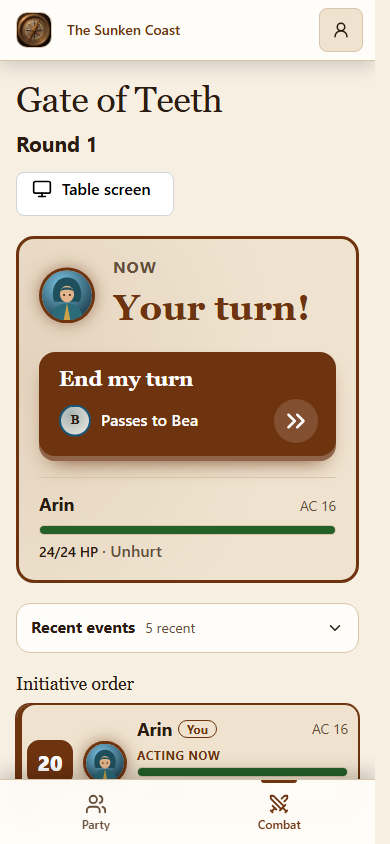 The Sunken Coast
Gate of Teeth
Round 1
Table screen
NOW
Your turn!
End my turn
B Passes to Bea
Arin AC 16
24/24 HP · Unhurt
Recent events 5 recent
Initiative order
Arin You AC 16
ACTING NOW
20
Party Combat